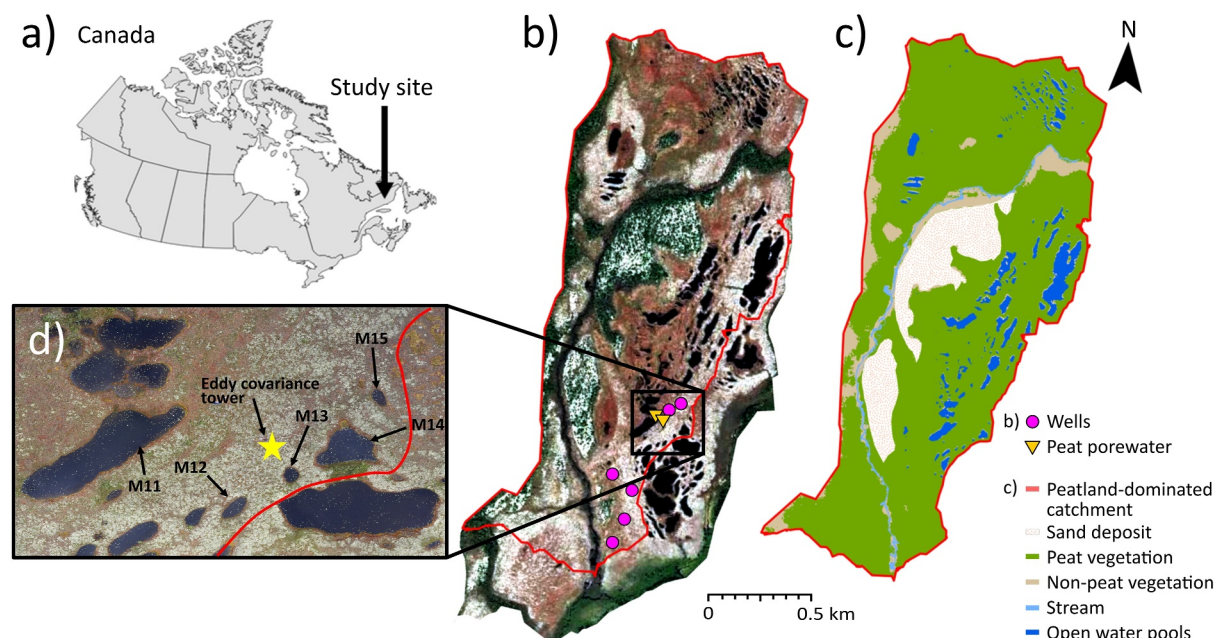 a)
Canada
Study site
b)
c)
N
d)
M15
Eddy covariance
tower
M13
M14
M12
M11
b) Wells
Peat porewater
c) Peatland-dominated
catchment
Sand deposit
Peat vegetation
Non-peat vegetation
Stream
Open water pools
0 0.5 km